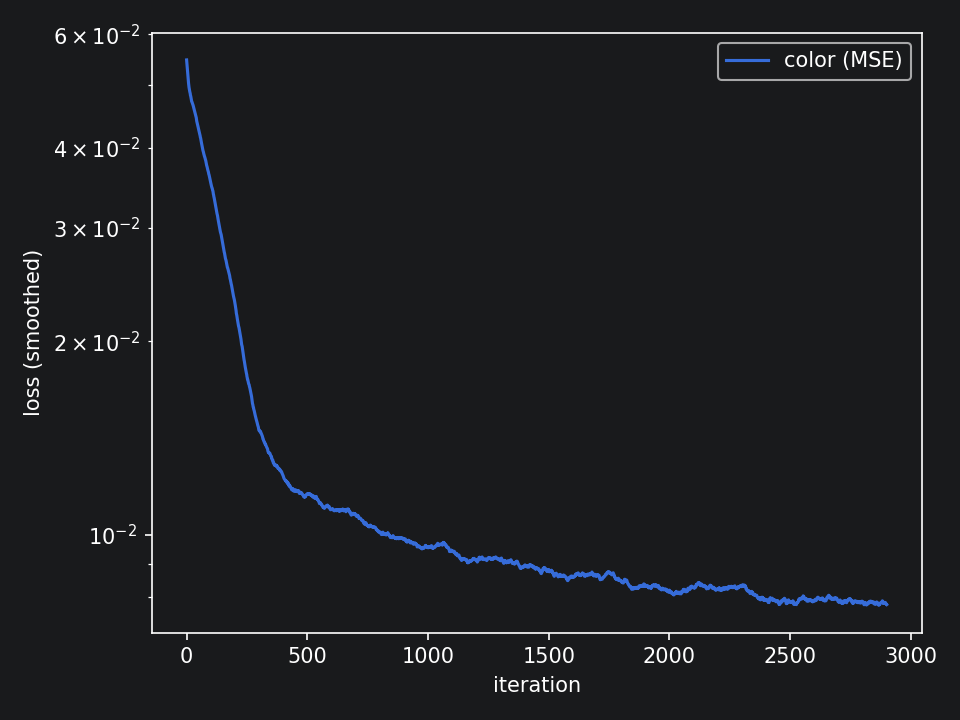 6 × 10⁻²
4 × 10⁻²
3 × 10⁻²
2 × 10⁻²
10⁻²
loss (smoothed)
color (MSE)
0 500 1000 1500 2000 2500 3000
iteration